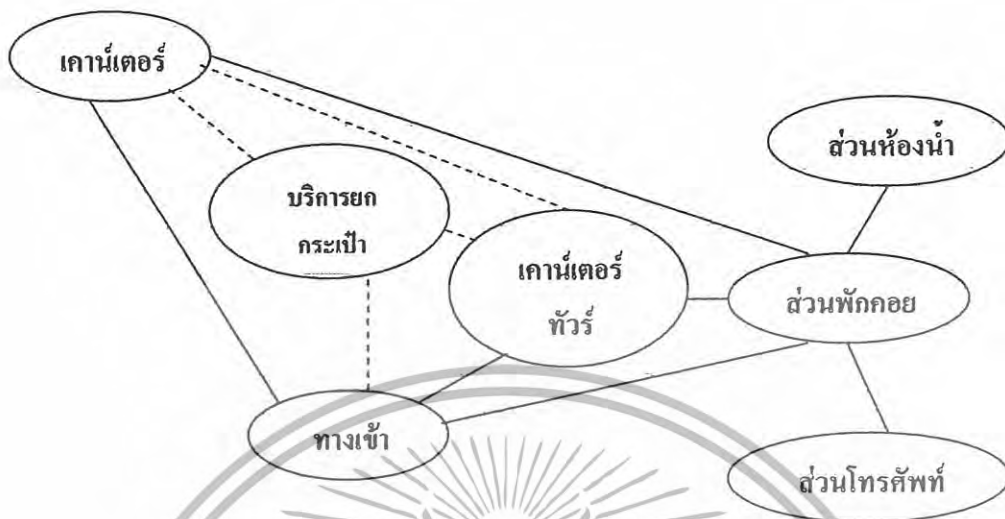 เคาน์เตอร์
ส่วนห้องน้ำ
บริการยก
กระเป๋า
เคาน์เตอร์
ทัวร์
ส่วนพักคอย
ทางเข้า
ส่วนโทรศัพท์